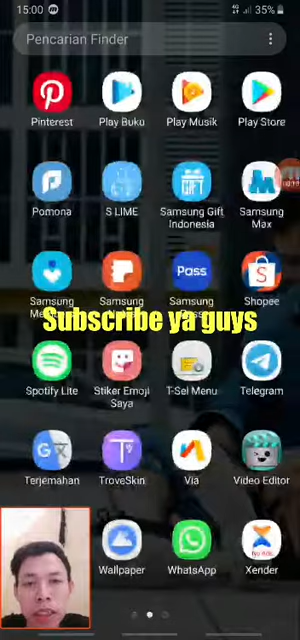 15:00
35%
Pencarian Finder
Pinterest
Play Buku
Play Musik
Play Store
Pomona
S LIME
Samsung Gift
Indonesia
Samsung
Max
GIFT
Samsung
Samsung
Pass
Samsung
Shopee
Subscribe ya guys
Spotify Lite
Stiker Emoji
Saya
T-Sel Menu
Telegram
Terjemahan
TroveSkin
Via
Video Editor
Wallpaper
WhatsApp
Xender